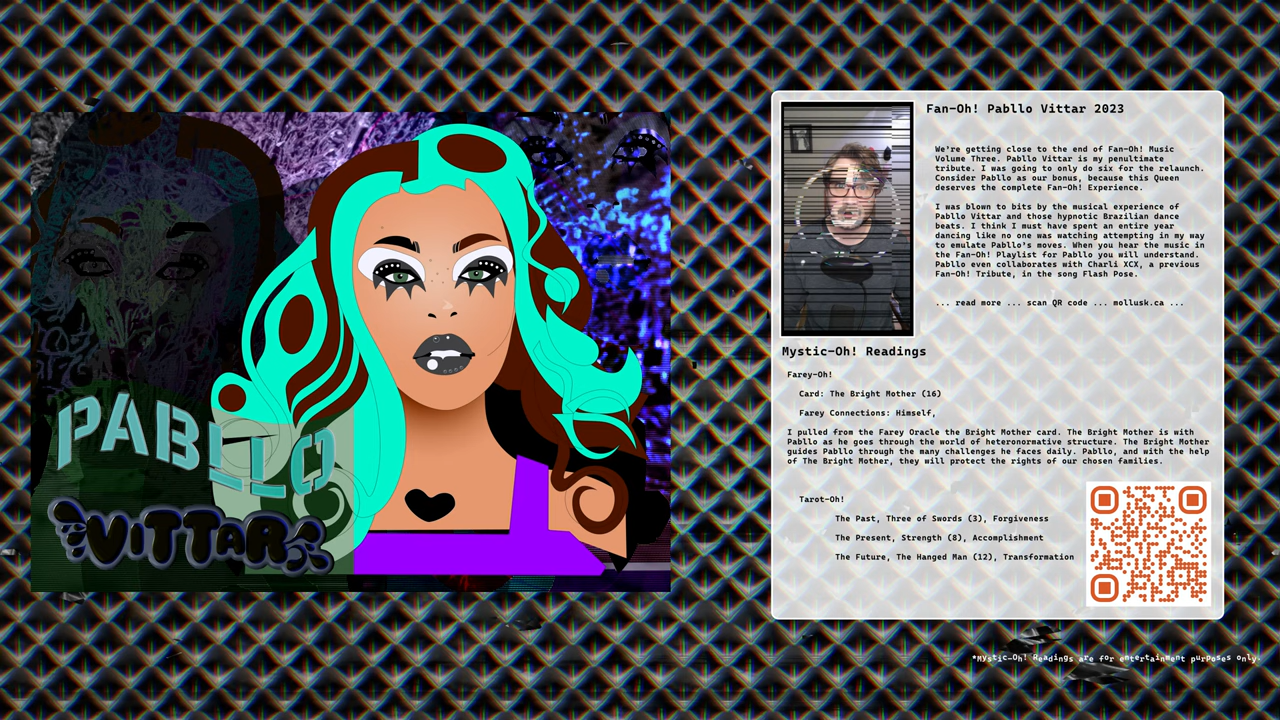 PABLLO
VITTAR
Fan-Oh! Pabllo Vittar 2023
We're getting close to the end of Fan-Oh! Music
Volume Three. Pabllo Vittar is my penultimate
tribute. I was going to only do six for the relaunch.
Consider Pabllo as our bonus, because this Queen
deserves the complete Fan-Oh! Experience.
I was blown to bits by the musical experience of
Pabllo Vittar and those hypnotic Brazilian dance
beats. I think I must have spent an entire year
dancing like no one was watching attempting in my way
to emulate Pabllo's moves. When you hear the music in
the Fan-Oh! Playlist for Pabllo you will understand.
Pabllo even collaborates with Charli XCX, a previous
Fan-Oh! Tribute, in the song Flash Pose.
... read more ... scan QR code ... mollusk.ca ...
Mystic-Oh! Readings
Farey-Oh!
Card: The Bright Mother (16)
Farey Connections: Himself,
I pulled from the Farey Oracle the Bright Mother card. The Bright Mother is with
Pabllo as he goes through the world of heteronormative structure. The Bright Mother
guides Pabllo through the many challenges he faces daily. Pabllo, and with the help
of The Bright Mother, they will protect the rights of our chosen families.
Tarot-Oh!
The Past, Three of Swords (3), Forgiveness
The Present, Strength (8), Accomplishment
The Future, The Hanged Man (12), Transformation
*Mystic-Oh! Readings are for entertainment purposes only.